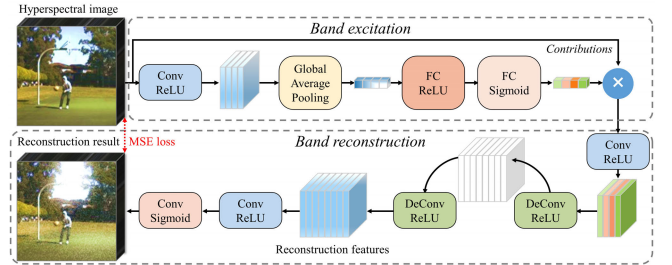 Hyperspectral image
Band excitation
Contributions
Conv
ReLU
Global
Average
Pooling
FC
ReLU
FC
Sigmoid
×
Reconstruction result
MSE loss
Band reconstruction
Conv
ReLU
Conv
Sigmoid
Conv
ReLU
DeConv
ReLU
DeConv
ReLU
Reconstruction features